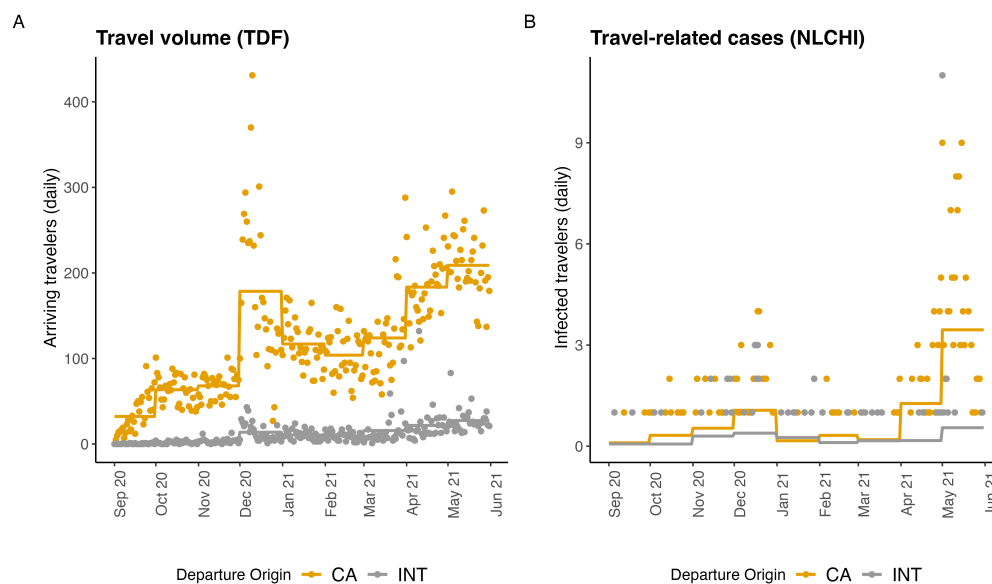 A
B
Travel volume (TDF)
Travel-related cases (NLCHI)
Arriving travelers (daily)
400
300
200
100
0
Sep 20
Oct 20
Nov 20
Dec 20
Jan 21
Feb 21
Mar 21
Apr 21
May 21
Jun 21
Infected travelers (daily)
9
6
3
0
Sep 20
Oct 20
Nov 20
Dec 20
Jan 21
Feb 21
Mar 21
Apr 21
May 21
Jun 21
Departure Origin CA INT
Departure Origin CA INT